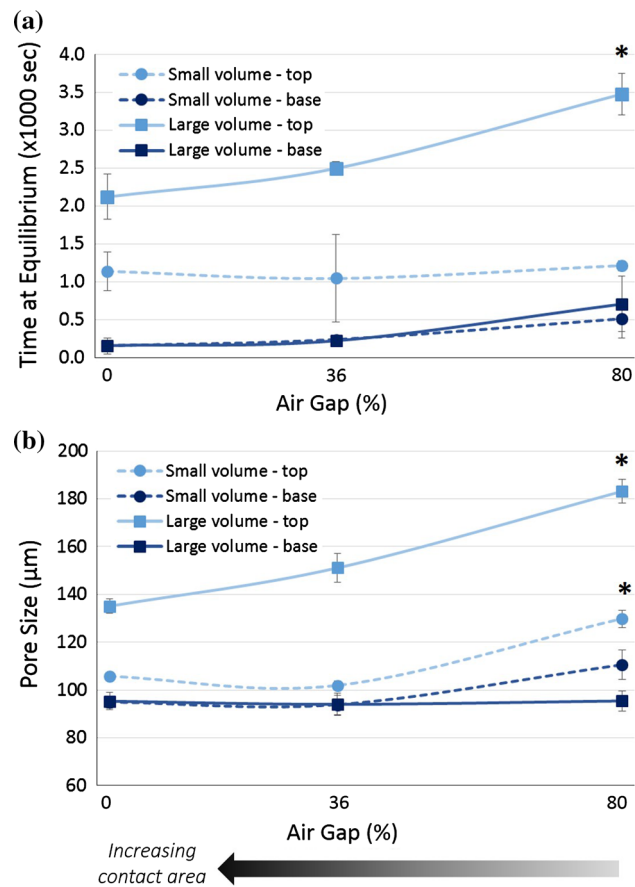 (a)
Time at Equilibrium (x1000 sec)
4.0
3.5
3.0
2.5
2.0
1.5
1.0
0.5
0.0
*
Small volume - top
Small volume - base
Large volume - top
Large volume - base
0
36
80
Air Gap (%)
(b)
Pore Size (µm)
200
180
160
140
120
100
80
60
*
*
Small volume - top
Small volume - base
Large volume - top
Large volume - base
0
36
80
Air Gap (%)
Increasing
contact area